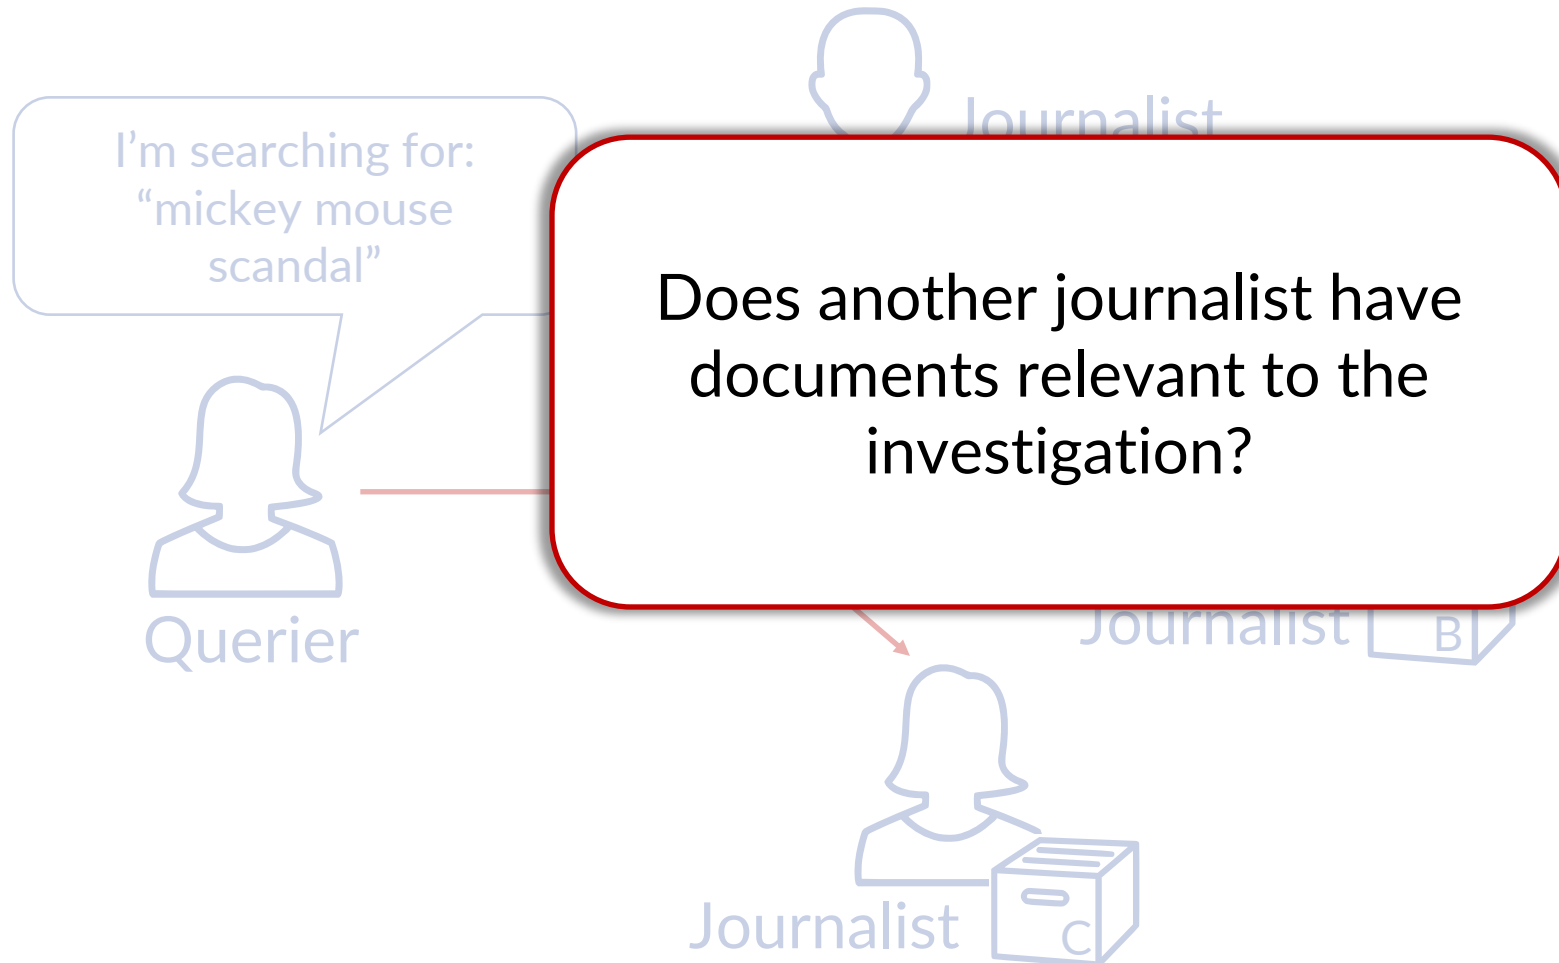 Journalist
I’m searching for:
“mickey mouse
scandal”
Does another journalist have
documents relevant to the
investigation?
Querier
Journalist
B
Journalist
C